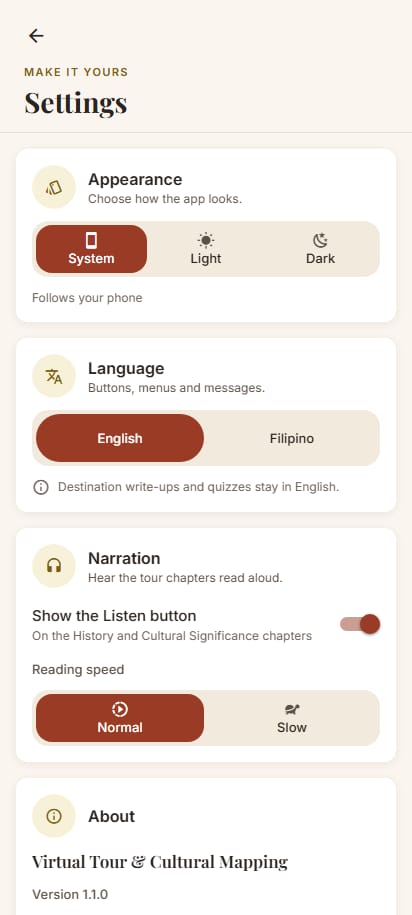 MAKE IT YOURS
Settings
Appearance
Choose how the app looks.
System
Light
Dark
Follows your phone
Language
Buttons, menus and messages.
English
Filipino
Destination write-ups and quizzes stay in English.
Narration
Hear the tour chapters read aloud.
Show the Listen button
On the History and Cultural Significance chapters
Reading speed
Normal
Slow
About
Virtual Tour & Cultural Mapping
Version 1.1.0